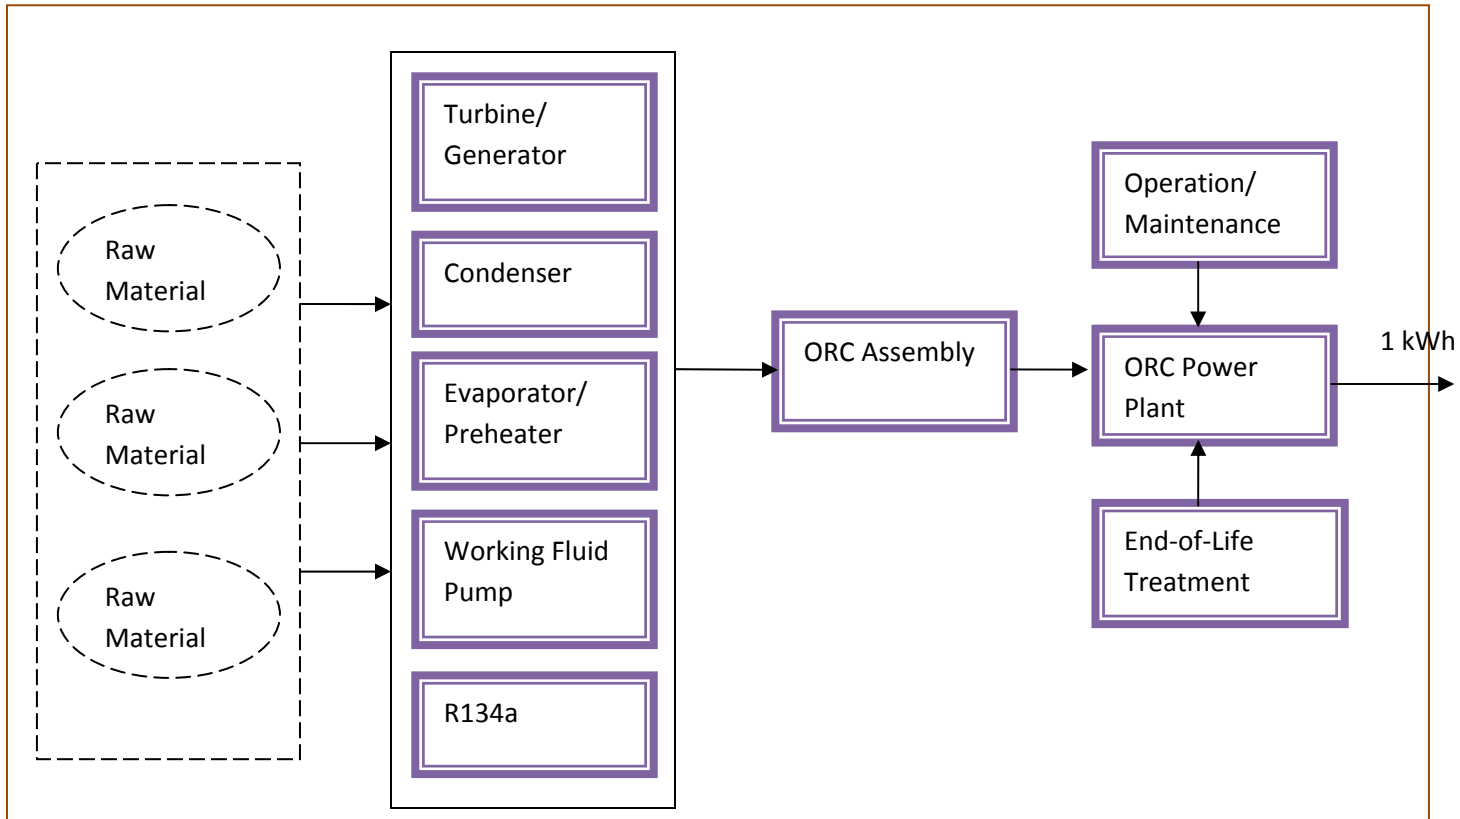 Raw
Material
Raw
Material
Raw
Material
Turbine/
Generator
Condenser
Evaporator/
Preheater
Working Fluid
Pump
R134a
ORC Assembly
Operation/
Maintenance
ORC Power
Plant
End-of-Life
Treatment
1 kWh